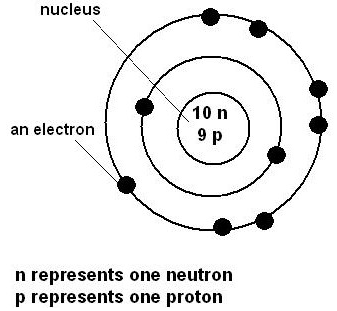 nucleus
10 n
9 p
an electron
n represents one neutron
p represents one proton